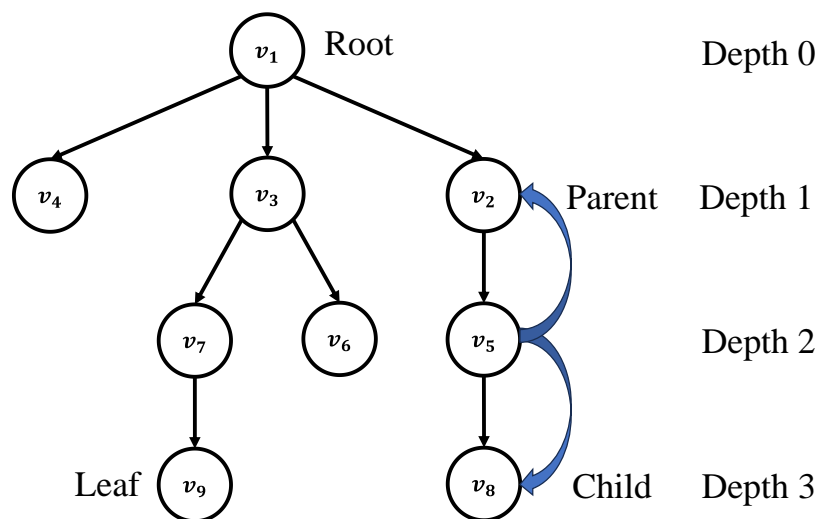 v₁ Root Depth 0
v₄ v₃ v₂ Parent Depth 1
v₇ v₆ v₅ Depth 2
Leaf v₉ v₈ Child Depth 3